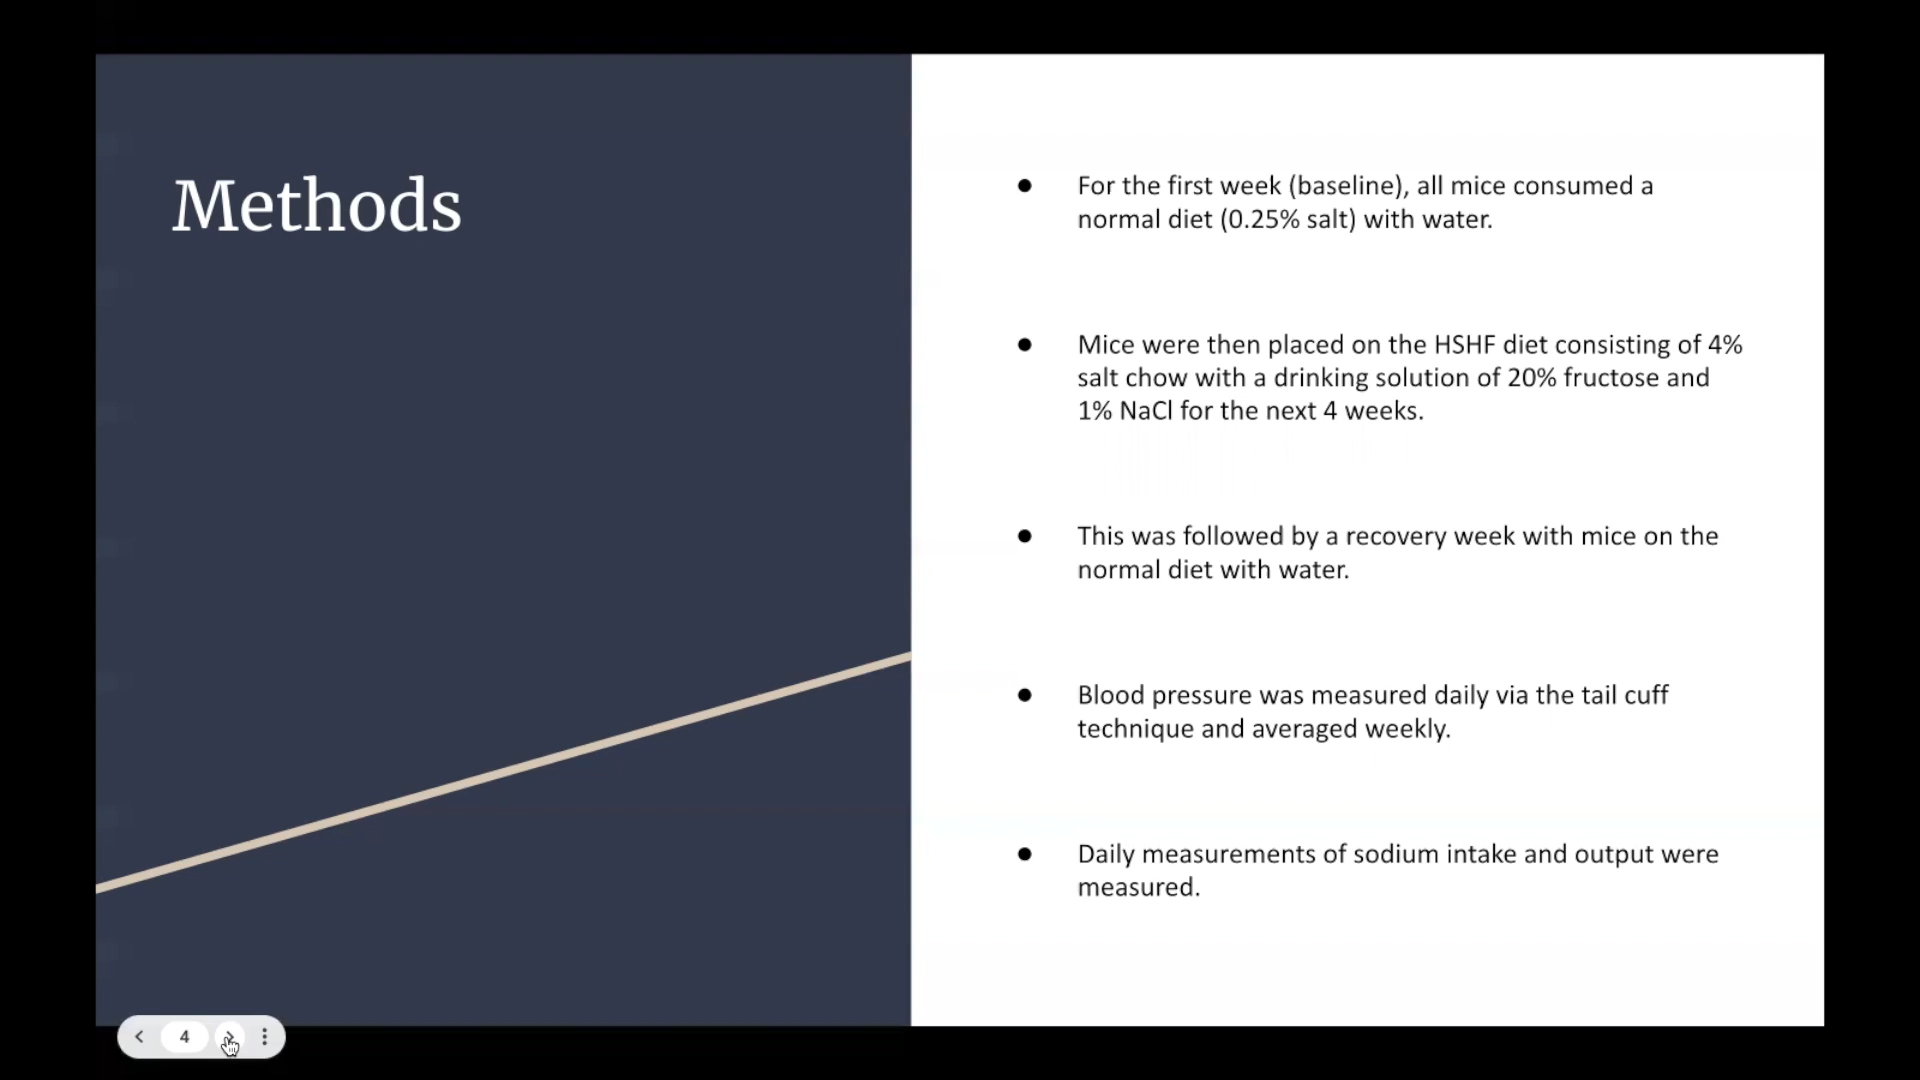 Methods
● For the first week (baseline), all mice consumed a
normal diet (0.25% salt) with water.
● Mice were then placed on the HSHF diet consisting of 4%
salt chow with a drinking solution of 20% fructose and
1% NaCl for the next 4 weeks.
● This was followed by a recovery week with mice on the
normal diet with water.
● Blood pressure was measured daily via the tail cuff
technique and averaged weekly.
● Daily measurements of sodium intake and output were
measured.
4